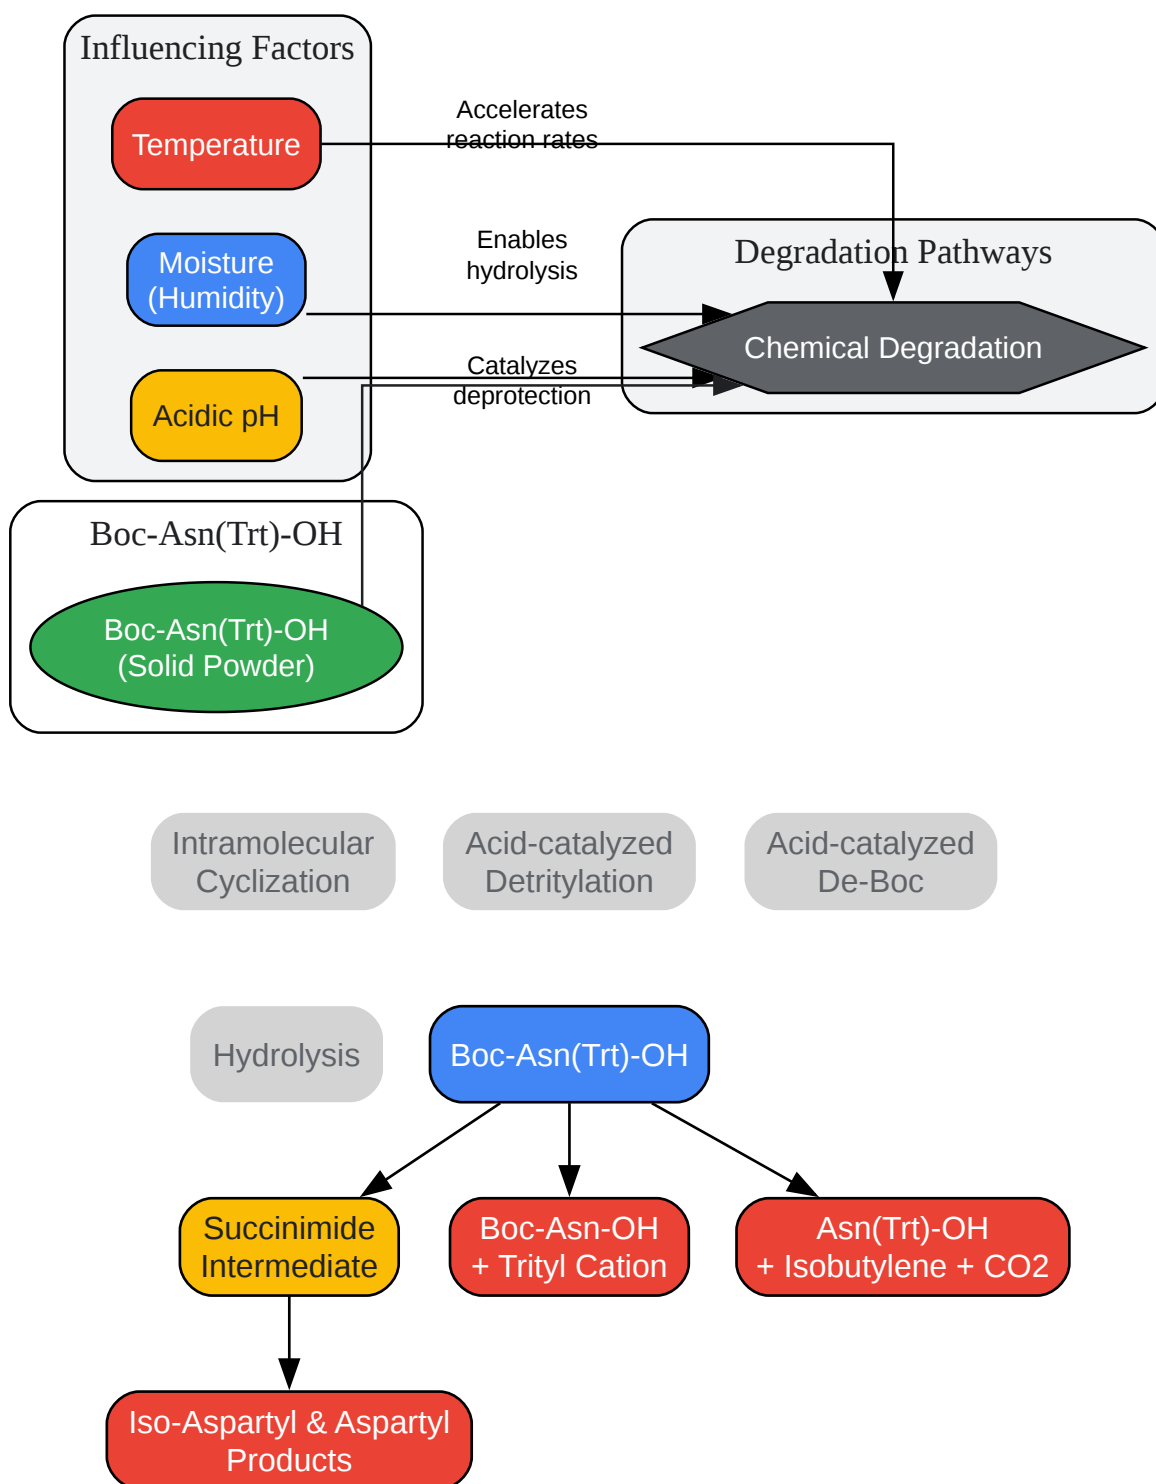 Influencing Factors
Temperature
Accelerates
reaction rates
Moisture
(Humidity)
Enables
hydrolysis
Degradation Pathways
Chemical Degradation
Acidic pH
Catalyzes
deprotection
Boc-Asn(Trt)-OH
Boc-Asn(Trt)-OH
(Solid Powder)
Intramolecular
Cyclization
Acid-catalyzed
Detritylation
Acid-catalyzed
De-Boc
Hydrolysis
Boc-Asn(Trt)-OH
Succinimide
Intermediate
Boc-Asn-OH
+ Trityl Cation
Asn(Trt)-OH
+ Isobutylene + CO2
Iso-Aspartyl & Aspartyl
Products